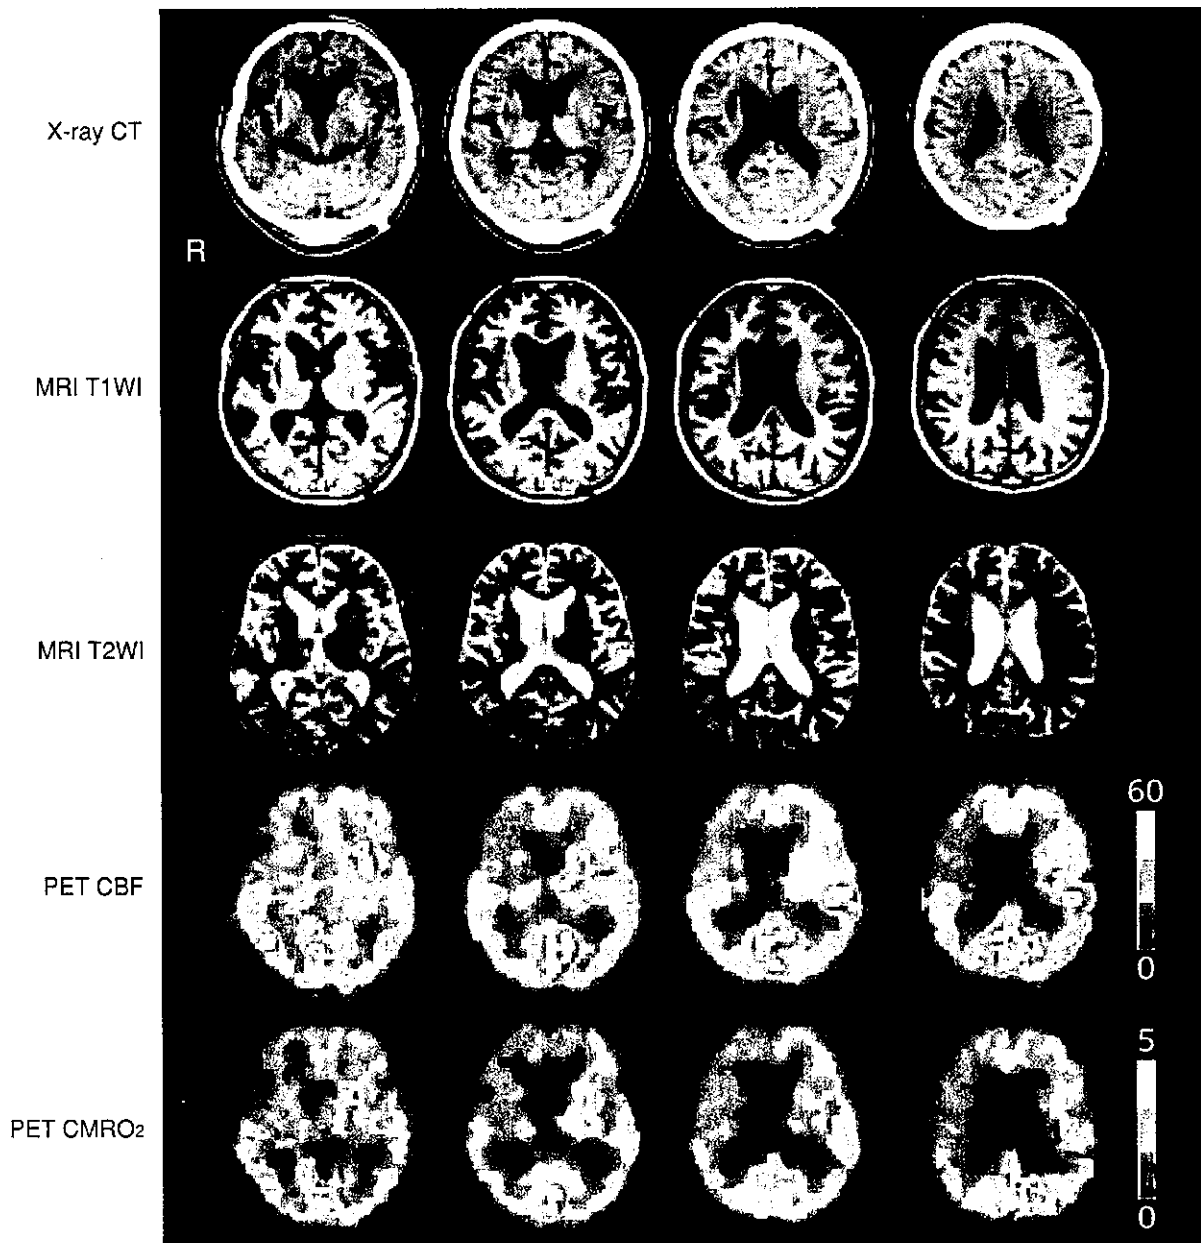 X-ray CT
R
MRI T1WI
MRI T2WI
60
PET CBF
0
5
PET CMRO₂
0